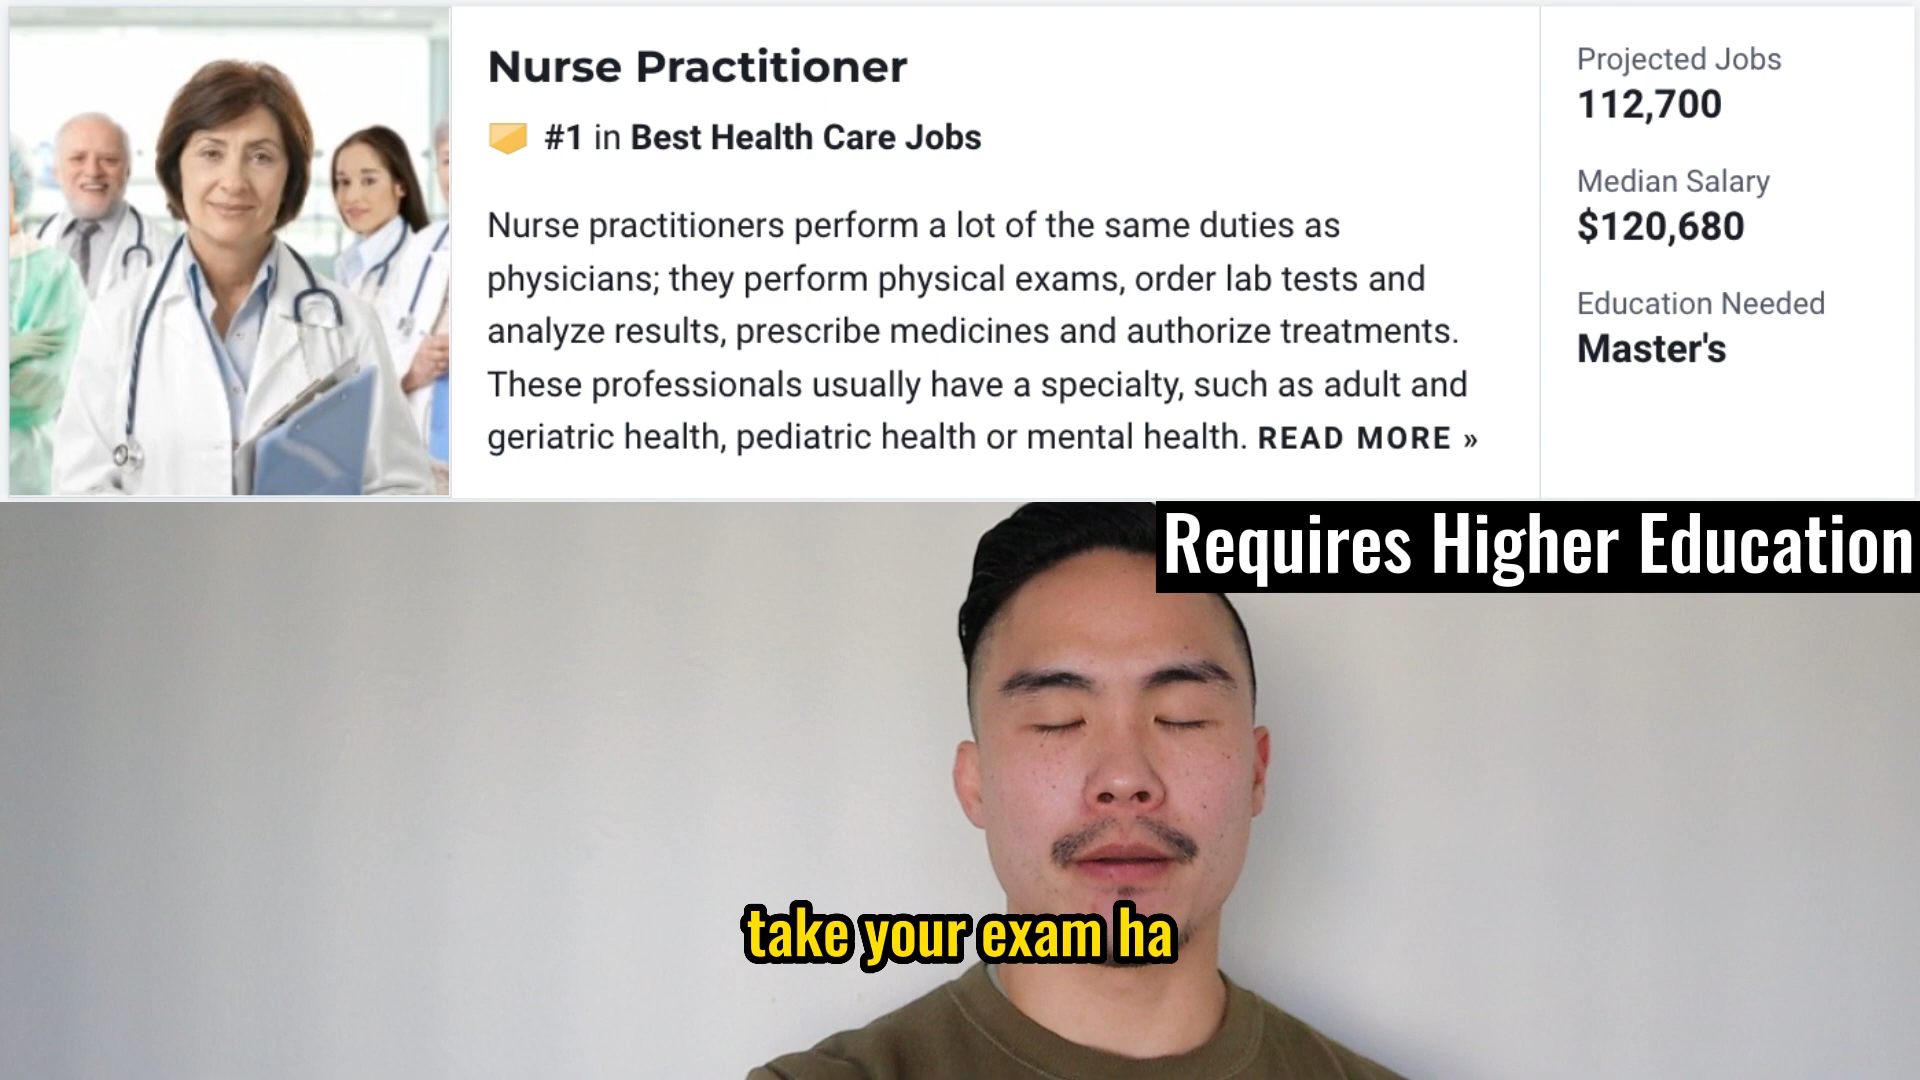 Nurse Practitioner
#1 in Best Health Care Jobs
Nurse practitioners perform a lot of the same duties as
physicians; they perform physical exams, order lab tests and
analyze results, prescribe medicines and authorize treatments.
These professionals usually have a specialty, such as adult and
geriatric health, pediatric health or mental health. READ MORE »
Projected Jobs
112,700
Median Salary
$120,680
Education Needed
Master's
Requires Higher Education
take your exam ha